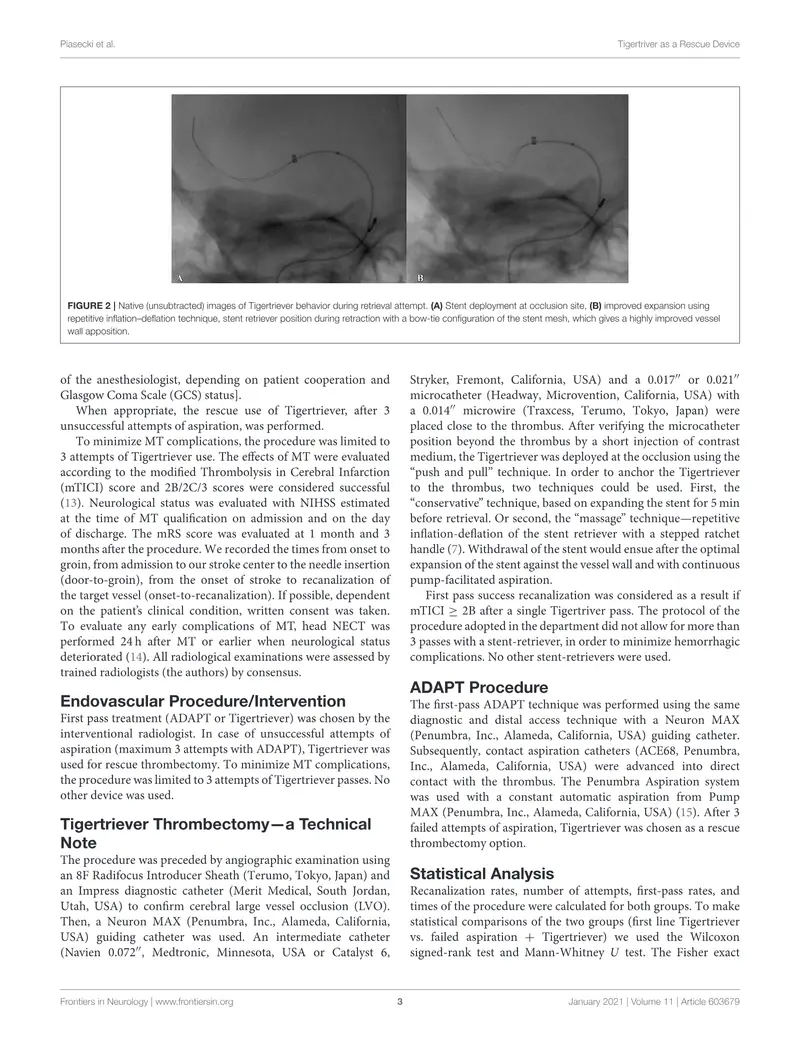 Piasecki et al.
Tigertriver as a Rescue Device
A
B
FIGURE 2 | Native (unsubtracted) images of Tigertriever behavior during retrieval attempt. (A) Stent deployment at occlusion site, (B) improved expansion using
repetitive inflation–deflation technique, stent retriever position during retraction with a bow-tie configuration of the stent mesh, which gives a highly improved vessel
wall apposition.
of the anesthesiologist, depending on patient cooperation and
Glasgow Coma Scale (GCS) status].
When appropriate, the rescue use of Tigertriever, after 3
unsuccessful attempts of aspiration, was performed.
To minimize MT complications, the procedure was limited to
3 attempts of Tigertriever use. The effects of MT were evaluated
according to the modified Thrombolysis in Cerebral Infarction
(mTICI) score and 2B/2C/3 scores were considered successful
(13). Neurological status was evaluated with NIHSS estimated
at the time of MT qualification on admission and on the day
of discharge. The mRS score was evaluated at 1 month and 3
months after the procedure. We recorded the times from onset to
groin, from admission to our stroke center to the needle insertion
(door-to-groin), from the onset of stroke to recanalization of
the target vessel (onset-to-recanalization). If possible, dependent
on the patient's clinical condition, written consent was taken.
To evaluate any early complications of MT, head NECT was
performed 24 h after MT or earlier when neurological status
deteriorated (14). All radiological examinations were assessed by
trained radiologists (the authors) by consensus.
Endovascular Procedure/Intervention
First pass treatment (ADAPT or Tigertriever) was chosen by the
interventional radiologist. In case of unsuccessful attempts of
aspiration (maximum 3 attempts with ADAPT), Tigertriever was
used for rescue thrombectomy. To minimize MT complications,
the procedure was limited to 3 attempts of Tigertriever passes. No
other device was used.
Tigertriever Thrombectomy—a Technical
Note
The procedure was preceded by angiographic examination using
an 8F Radifocus Introducer Sheath (Terumo, Tokyo, Japan) and
an Impress diagnostic catheter (Merit Medical, South Jordan,
Utah, USA) to confirm cerebral large vessel occlusion (LVO).
Then, a Neuron MAX (Penumbra, Inc., Alameda, California,
USA) guiding catheter was used. An intermediate catheter
(Navien 0.072″, Medtronic, Minnesota, USA or Catalyst 6,
Stryker, Fremont, California, USA) and a 0.017″ or 0.021″
microcatheter (Headway, Microvention, California, USA) with
a 0.014″ microwire (Traxcess, Terumo, Tokyo, Japan) were
placed close to the thrombus. After verifying the microcatheter
position beyond the thrombus by a short injection of contrast
medium, the Tigertriever was deployed at the occlusion using the
“push and pull” technique. In order to anchor the Tigertriever
to the thrombus, two techniques could be used. First, the
“conservative” technique, based on expanding the stent for 5 min
before retrieval. Or second, the “massage” technique—repetitive
inflation-deflation of the stent retriever with a stepped ratchet
handle (7). Withdrawal of the stent would ensue after the optimal
expansion of the stent against the vessel wall and with continuous
pump-facilitated aspiration.
First pass success recanalization was considered as a result if
mTICI ≥ 2B after a single Tigertriver pass. The protocol of the
procedure adopted in the department did not allow for more than
3 passes with a stent-retriever, in order to minimize hemorrhagic
complications. No other stent-retrievers were used.
ADAPT Procedure
The first-pass ADAPT technique was performed using the same
diagnostic and distal access technique with a Neuron MAX
(Penumbra, Inc., Alameda, California, USA) guiding catheter.
Subsequently, contact aspiration catheters (ACE68, Penumbra,
Inc., Alameda, California, USA) were advanced into direct
contact with the thrombus. The Penumbra Aspiration system
was used with a constant automatic aspiration from Pump
MAX (Penumbra, Inc., Alameda, California, USA) (15). After 3
failed attempts of aspiration, Tigertriever was chosen as a rescue
thrombectomy option.
Statistical Analysis
Recanalization rates, number of attempts, first-pass rates, and
times of the procedure were calculated for both groups. To make
statistical comparisons of the two groups (first line Tigertriever
vs. failed aspiration + Tigertriever) we used the Wilcoxon
signed-rank test and Mann-Whitney U test. The Fisher exact
Frontiers in Neurology | www.frontiersin.org
3
January 2021 | Volume 11 | Article 603679